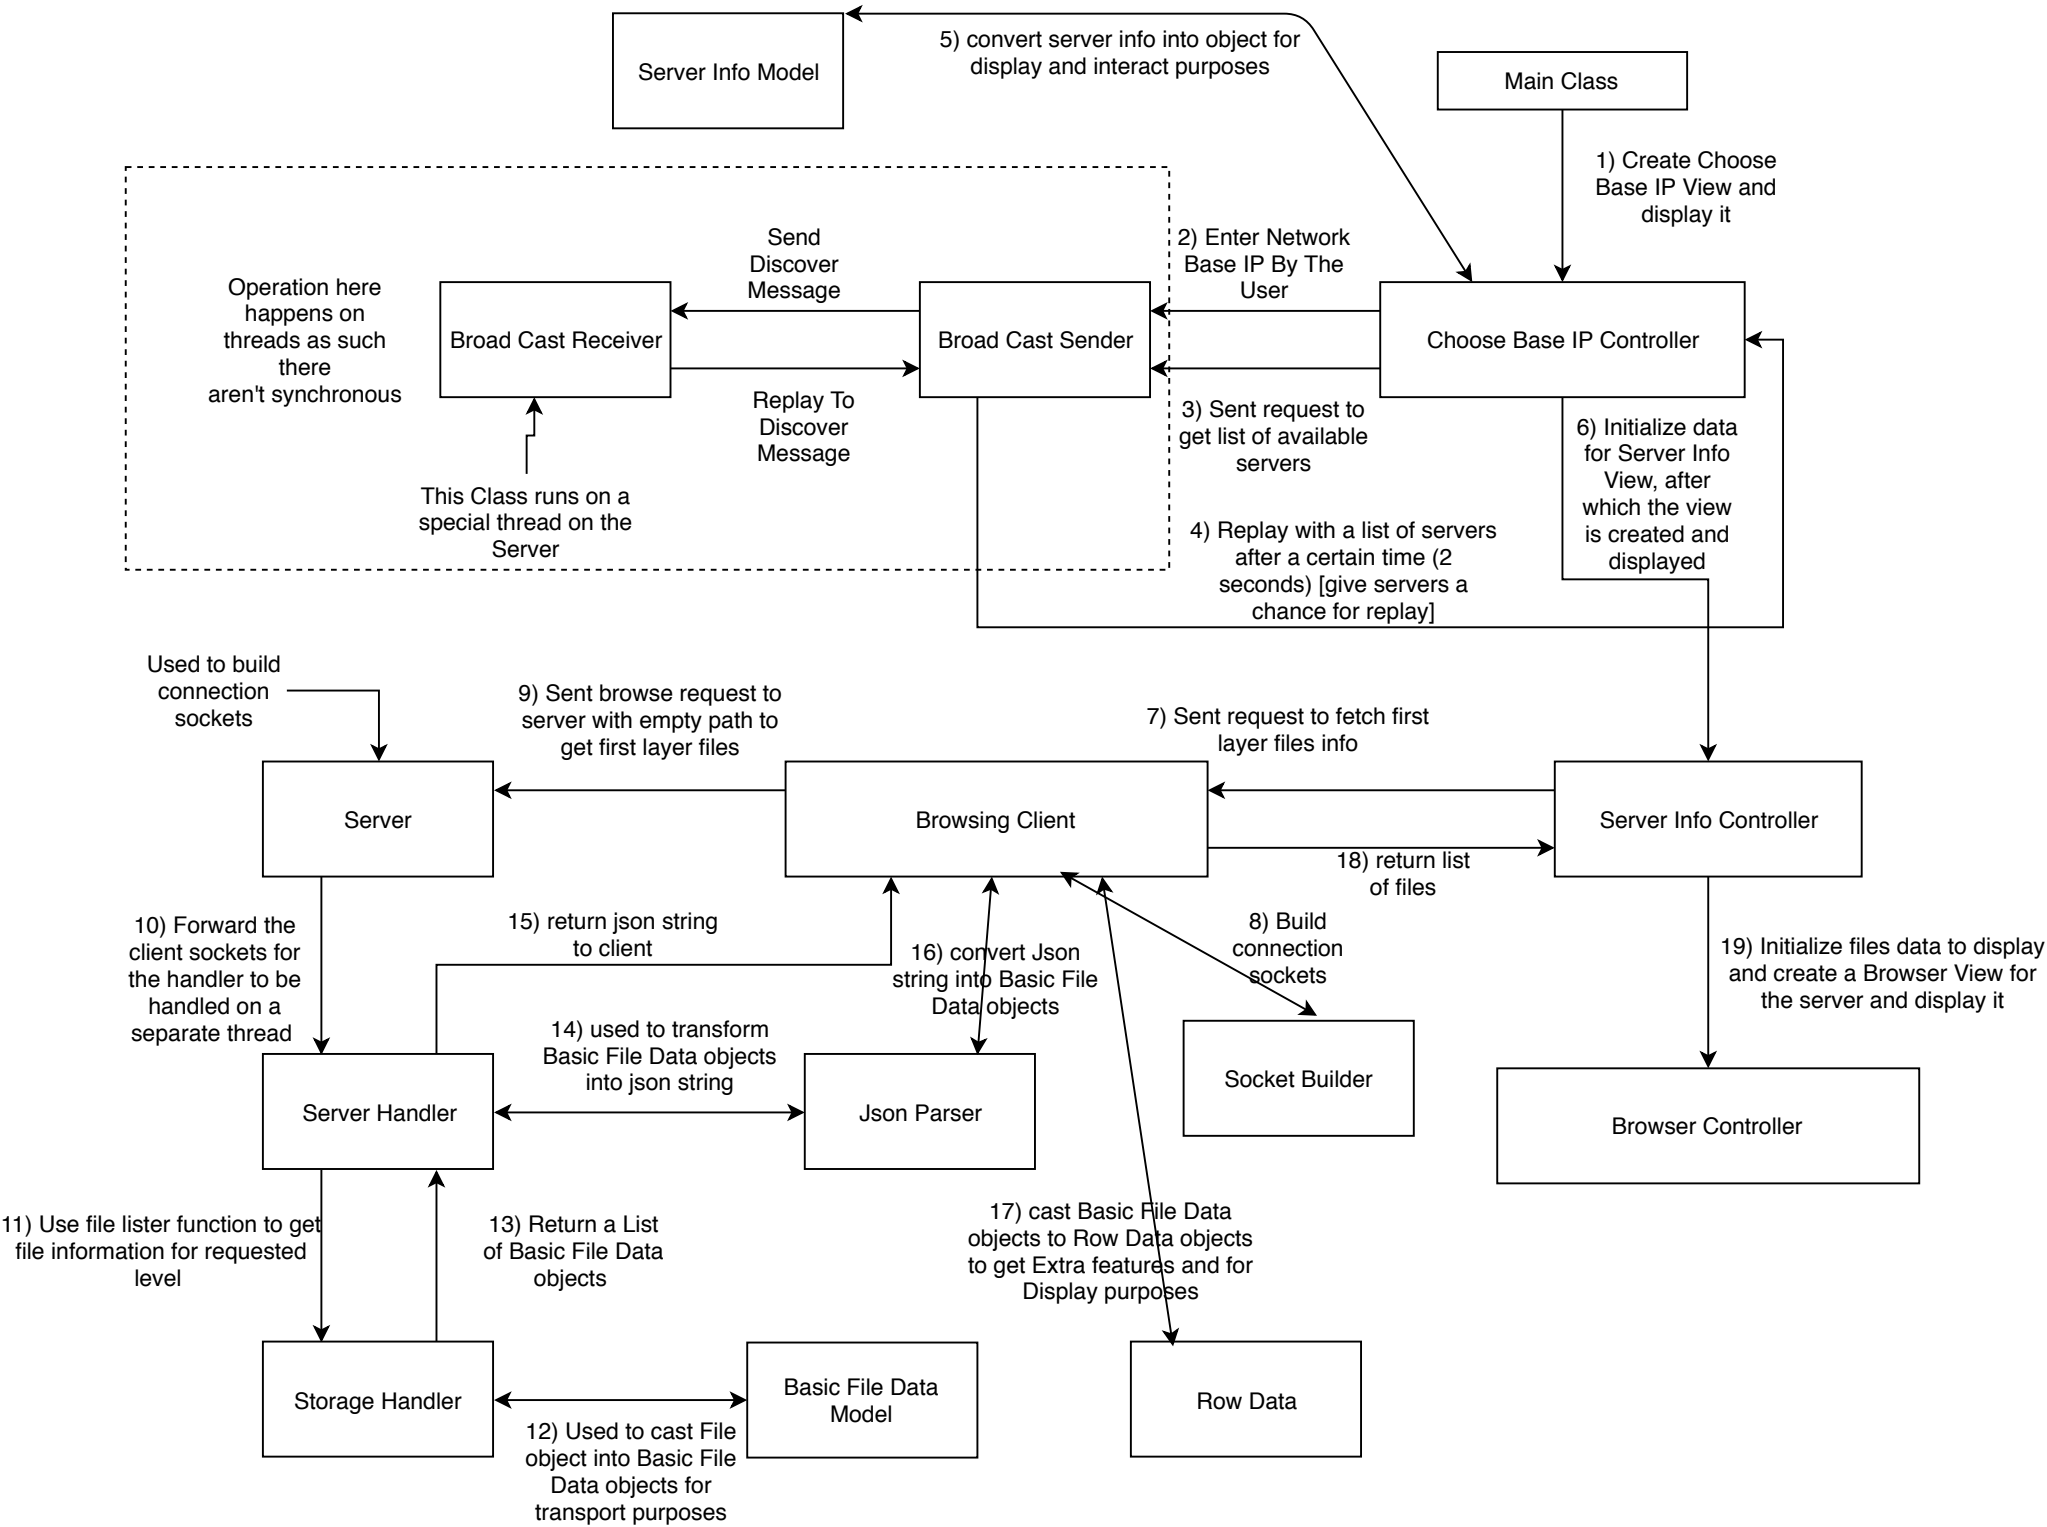 5) convert server info into object for
display and interact purposes
Server Info Model
Main Class
1) Create Choose
Base IP View and
display it
Send
Discover
Message
2) Enter Network
Base IP By The
User
Operation here
happens on
threads as such
there
aren't synchronous
Broad Cast Receiver
Broad Cast Sender
Choose Base IP Controller
Replay To
Discover
Message
3) Sent request to
get list of available
servers
6) Initialize data
for Server Info
View, after
which the view
is created and
displayed
This Class runs on a
special thread on the
Server
4) Replay with a list of servers
after a certain time (2
seconds) [give servers a
chance for replay]
Used to build
connection
sockets
9) Sent browse request to
server with empty path to
get first layer files
7) Sent request to fetch first
layer files info
Server
Browsing Client
Server Info Controller
18) return list
of files
10) Forward the
client sockets for
the handler to be
handled on a
separate thread
15) return json string
to client
16) convert Json
string into Basic File
Data objects
8) Build
connection
sockets
19) Initialize files data to display
and create a Browser View for
the server and display it
14) used to transform
Basic File Data objects
into json string
Server Handler
Json Parser
Socket Builder
Browser Controller
11) Use file lister function to get
file information for requested
level
13) Return a List
of Basic File Data
objects
17) cast Basic File Data
objects to Row Data objects
to get Extra features and for
Display purposes
Storage Handler
Basic File Data
Model
Row Data
12) Used to cast File
object into Basic File
Data objects for
transport purposes